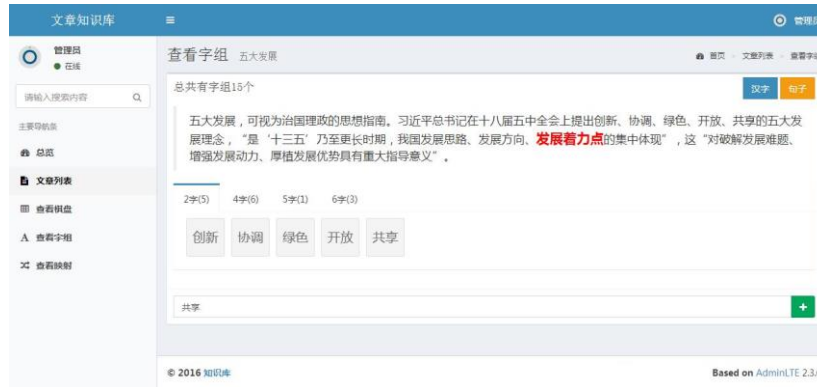 文章知识库
管理员
管理员
在线
查看字组 五大发展
首页 > 文章列表 > 查看字组
请输入搜索内容
总共有字组15个
汉字 句子
主要导航条
总览
文章列表
查看棋盘
查看字组
查看映射
五大发展，可视为治国理政的思想指南。习近平总书记在十八届五中全会上提出创新、协调、绿色、开放、共享的五大发
展理念，“是‘十三五’乃至更长时期，我国发展思路、发展方向、发展着力点的集中体现”，这“对破解发展难题、
增强发展动力、厚植发展优势具有重大指导意义”。
2字(5) 4字(6) 5字(1) 6字(3)
创新 协调 绿色 开放 共享
共享
© 2016 知识库
Based on AdminLTE 2.3.